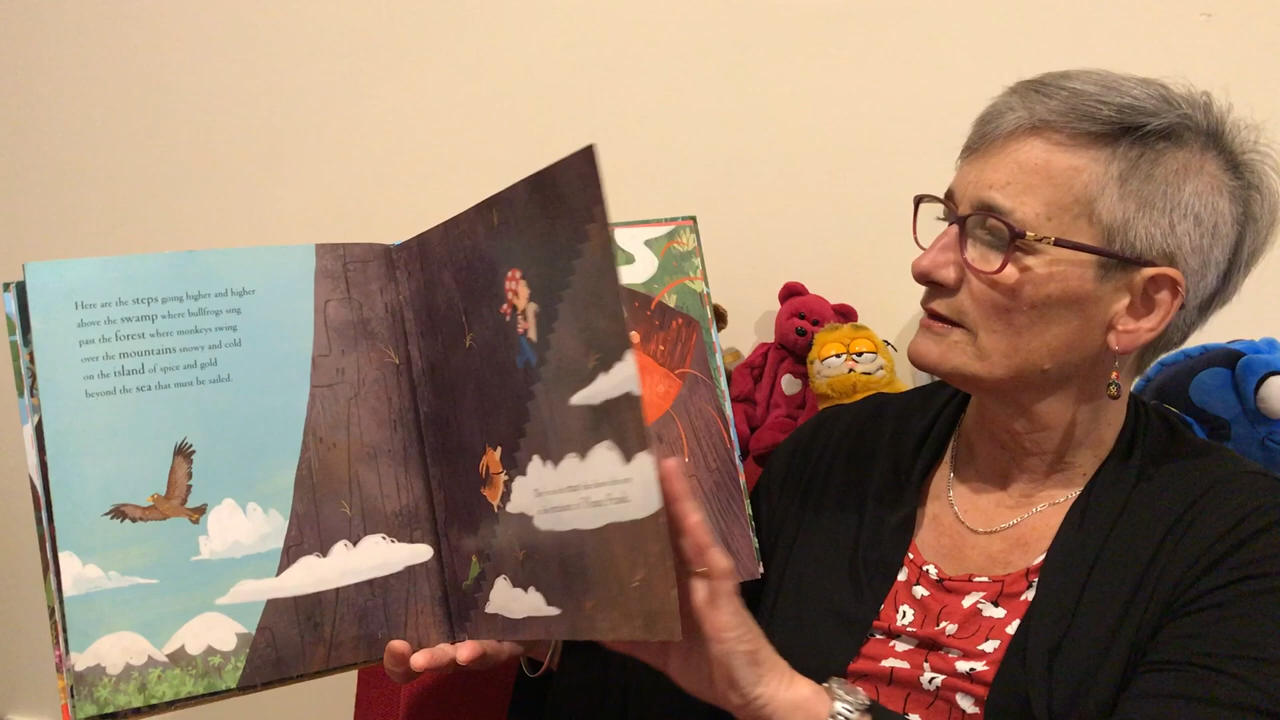 Here are the steps going higher and higher
above the swamp where bullfrogs sing
past the forest where monkeys swing
over the mountains snowy and cold
on the island of spice and gold
beyond the sea that must be sailed.